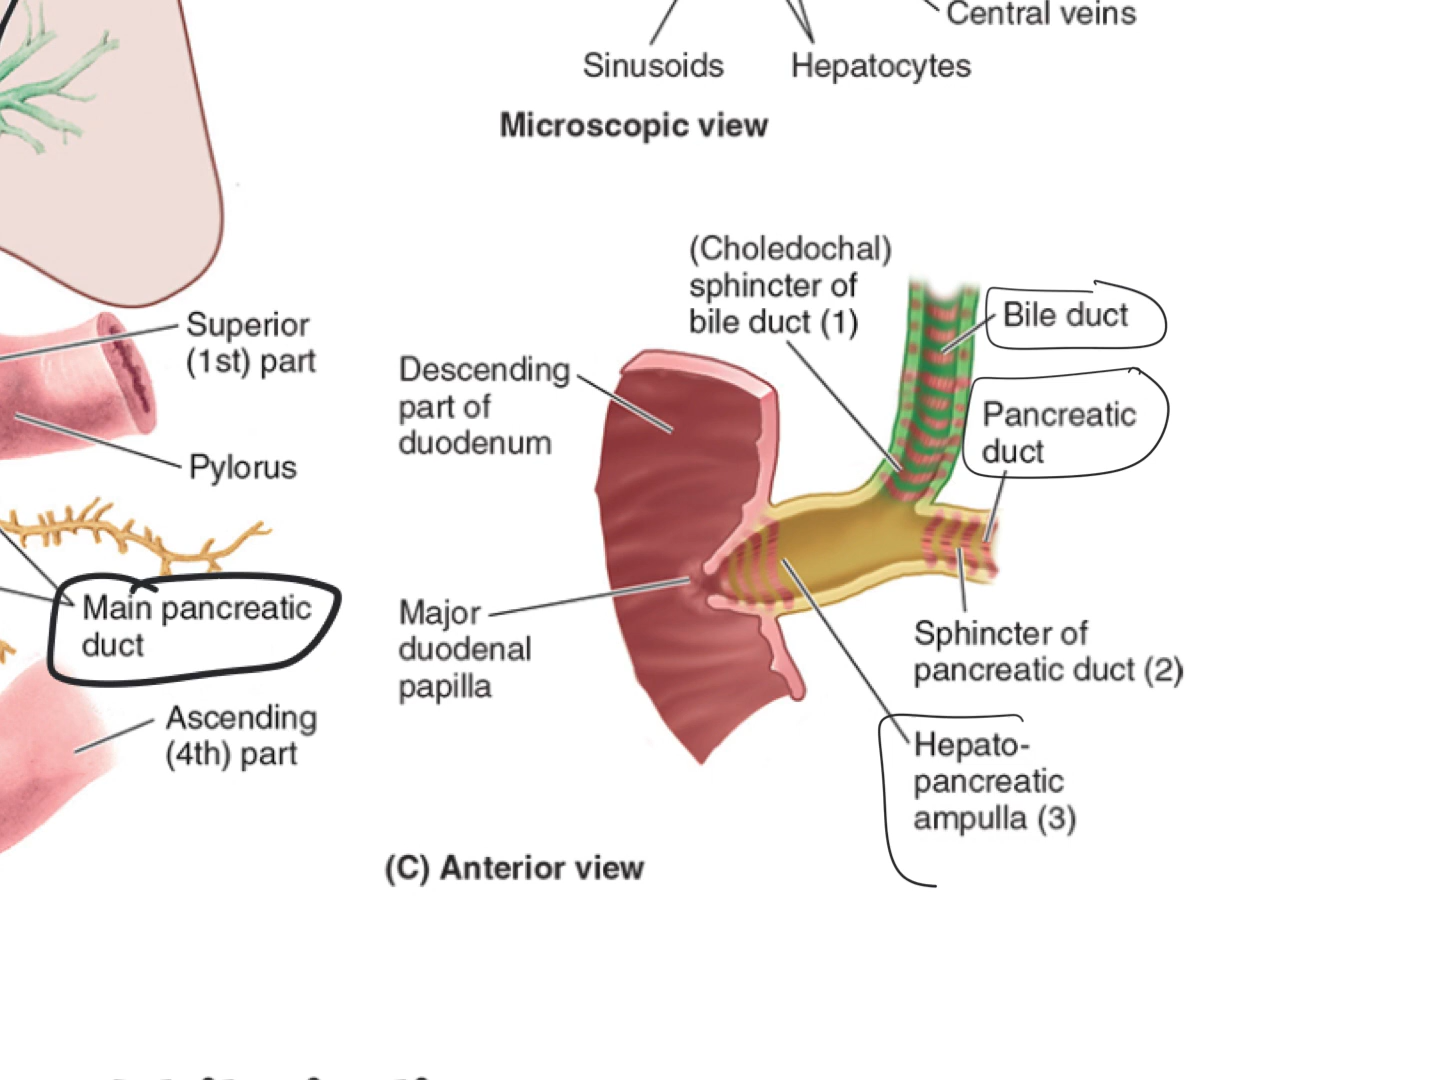 Central veins
Sinusoids
Hepatocytes
Microscopic view
(Choledochal)
sphincter of
bile duct (1)
Bile duct
Superior
(1st) part
Descending
part of
duodenum
Pancreatic
duct
Pylorus
Main pancreatic
duct
Major
duodenal
papilla
Sphincter of
pancreatic duct (2)
Ascending
(4th) part
Hepato-
pancreatic
ampulla (3)
(C) Anterior view